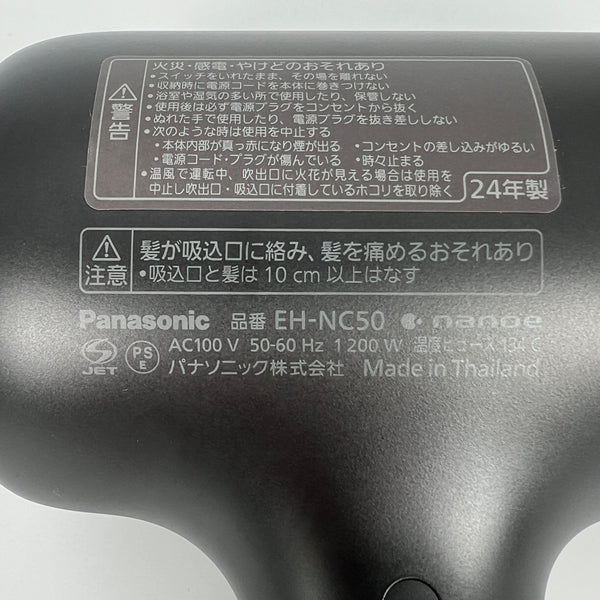 火災・感電・やけどのおそれあり
警告
•スイッチをいれたまま、その場を離れない
•収納時に電源コードを本体に巻きつけない
•浴室や湿気の多い所で使用したり、保管しない
•使用後は必ず電源プラグをコンセントから抜く
•ぬれた手で使用したり、電源プラグを抜き差ししない
•次のような時は使用を中止する
•本体内部が真っ赤になり煙が出る •コンセントの差し込みがゆるい
•電源コード・プラグが傷んでいる •時々止まる
•温風で運転中、吹出口に火花が見える場合は使用を
中止し吹出口・吸込口に付着しているホコリを取り除く
24年製
注意
髪が吸込口に絡み、髪を痛めるおそれあり
•吸込口と髪は10cm以上はなす
Panasonic 品番 EH-NC50 nanoe
JET PS E AC100 V 50-60 Hz 1 200 W 温度ヒューズ 134 °C
パナソニック株式会社 Made in Thailand